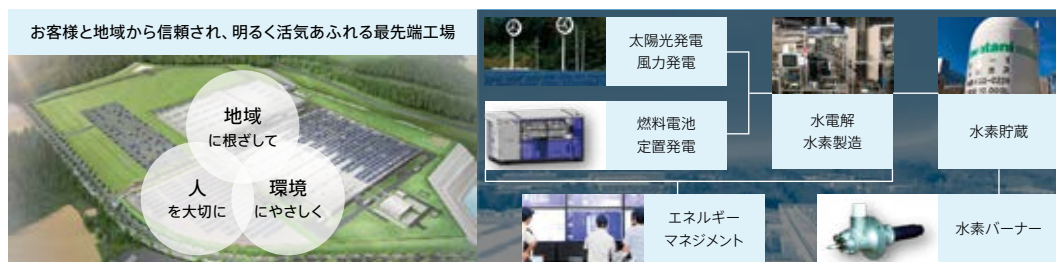 お客様と地域から信頼され、明るく活気あふれる最先端工場
地域
に根ざして
人
を大切に
環境
にやさしく
太陽光発電
風力発電
燃料電池
定置発電
水電解
水素製造
水素貯蔵
エネルギー
マネジメント
水素バーナー